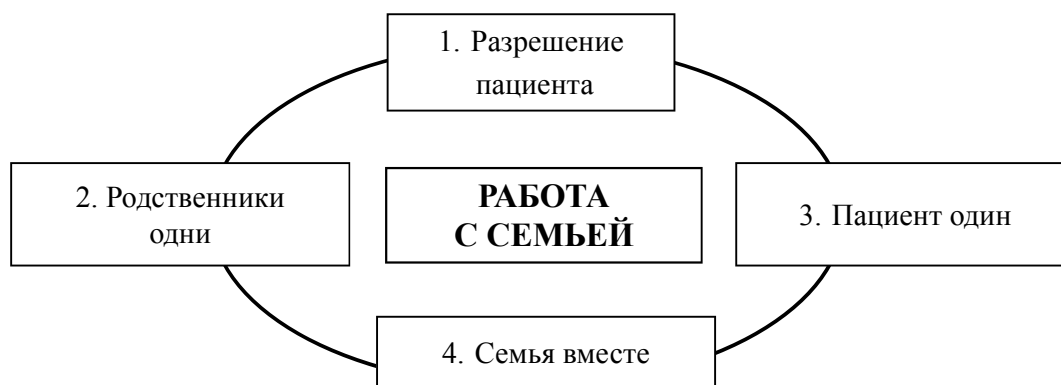 1. Разрешение
пациента
2. Родственники
одни
РАБОТА
С СЕМЬЕЙ
3. Пациент один
4. Семья вместе